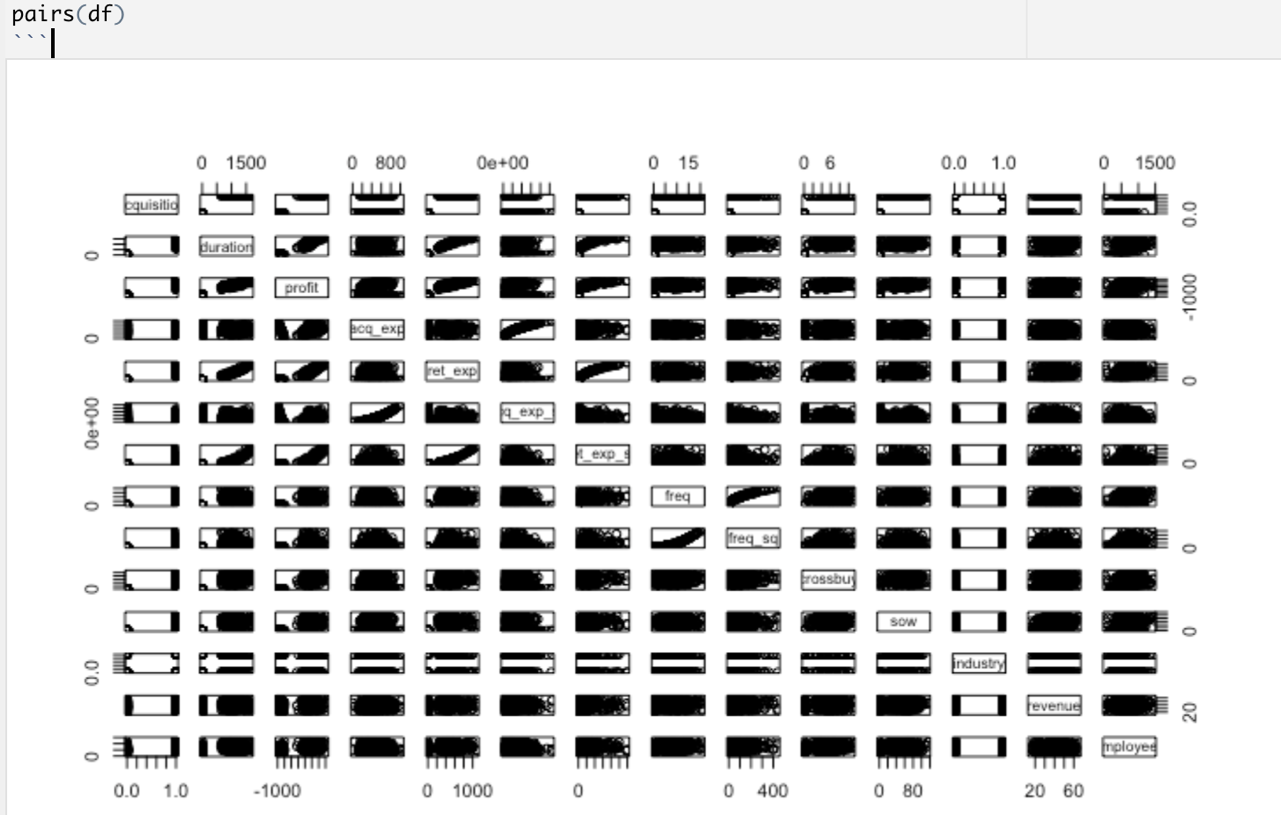 pairs(df)
```
0 1500 0 800 0e+00 0 15 0 6 0.0 1.0 0 1500
cquisitio 0.0
0 duration
profit -1000
0 acq_exp
ret_exp 0
0e+00 q_exp_
t_exp_s 0
0 freq
freq_sq 0
0 crossbuy
sow 0
0.0 industry
revenue 20
0 mployee
0.0 1.0 -1000 0 1000 0 0 400 0 80 20 60